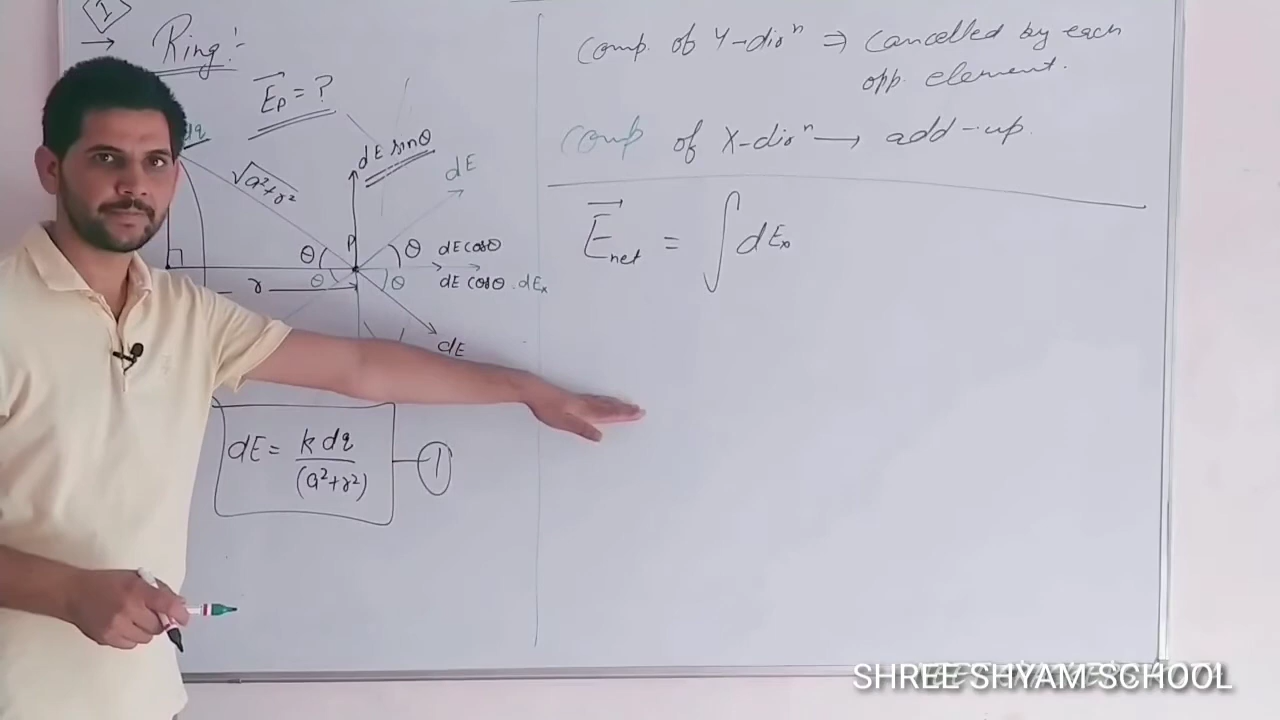 1
→ Ring :-
E⃗P = ?
dq
√a²+r²
dE sinθ
dE
P
θ
θ
dE cosθ
θ
θ
dE cosθ . dEx
r
dE
dE = k dq / (a²+r²) — 1
Comp. of Y-dirⁿ ⇒ Cancelled by each
opp. element.
Comp of X-dirⁿ → add-up.
E⃗net = ∫ dEx
SHREE SHYAM SCHOOL